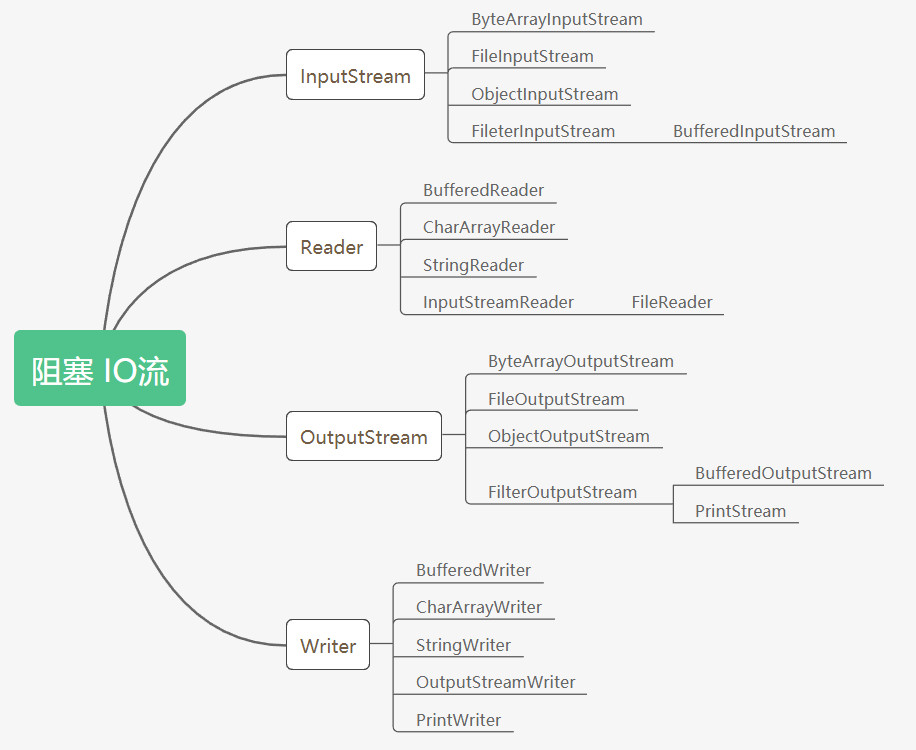 阻塞 IO流
InputStream
ByteArrayInputStream
FileInputStream
ObjectInputStream
FileterInputStream
BufferedInputStream
Reader
BufferedReader
CharArrayReader
StringReader
InputStreamReader
FileReader
OutputStream
ByteArrayOutputStream
FileOutputStream
ObjectOutputStream
FilterOutputStream
BufferedOutputStream
PrintStream
Writer
BufferedWriter
CharArrayWriter
StringWriter
OutputStreamWriter
PrintWriter